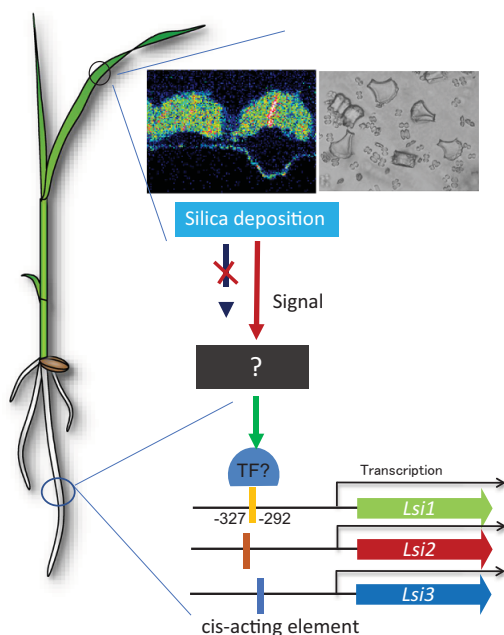 Silica deposition
Signal
?
TF?
Transcription
-327 -292
Lsi1
Lsi2
Lsi3
cis-acting element